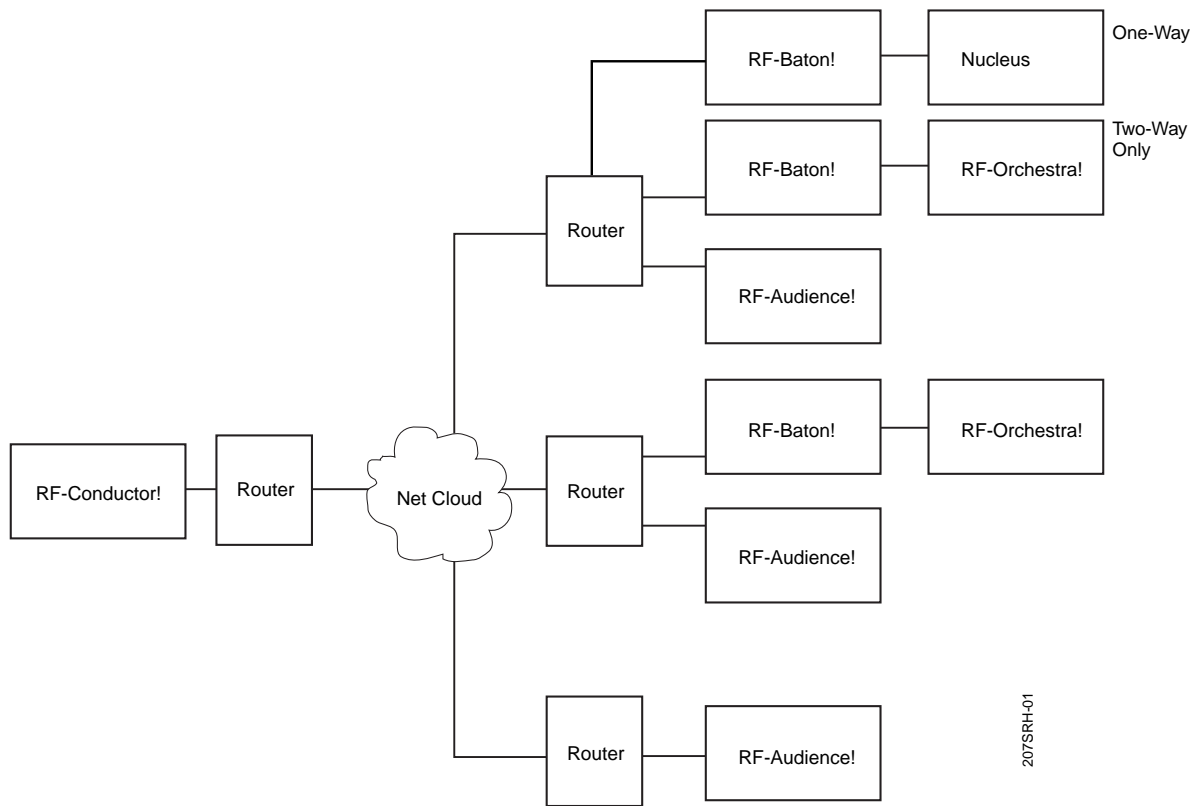 One-Way
RF-Baton!
Nucleus
Two-Way
Only
RF-Baton!
RF-Orchestra!
Router
RF-Audience!
RF-Baton!
RF-Orchestra!
RF-Conductor!
Router
Net Cloud
Router
RF-Audience!
Router
RF-Audience!
207SRH-01